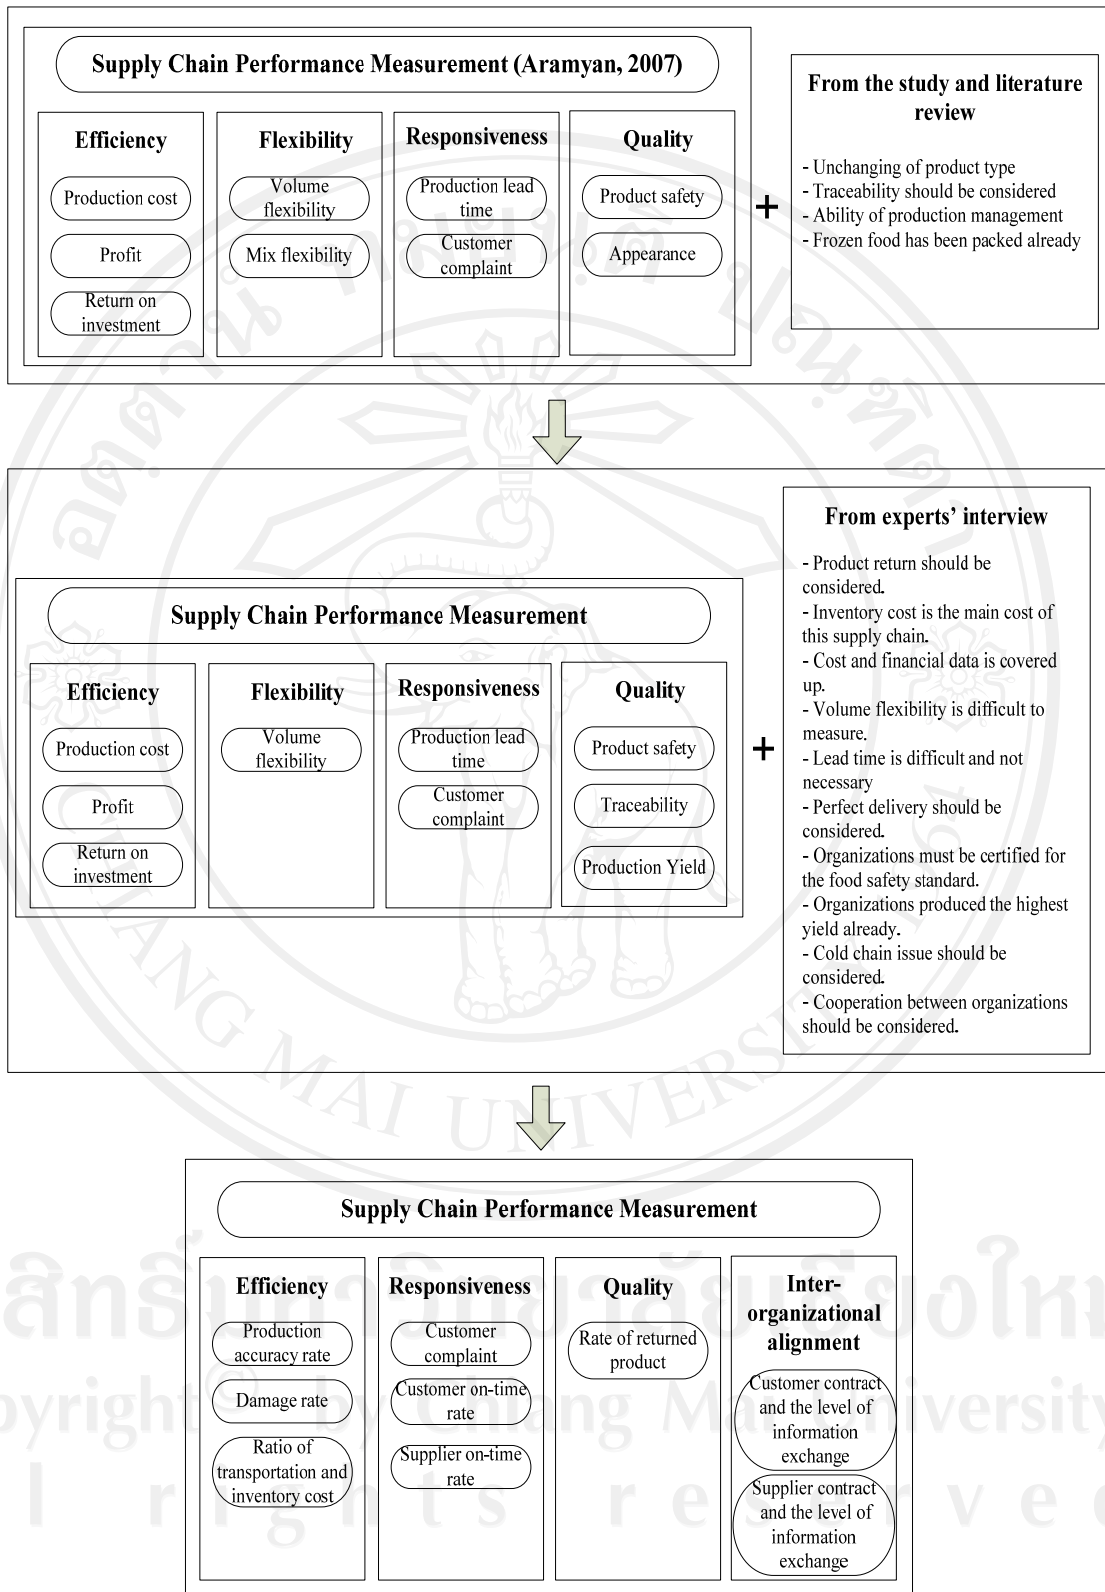 Supply Chain Performance Measurement (Aramyan, 2007)
Efficiency
Production cost
Profit
Return on
investment
Flexibility
Volume
flexibility
Mix flexibility
Responsiveness
Production lead
time
Customer
complaint
Quality
Product safety
Appearance
+
From the study and literature
review
- Unchanging of product type
- Traceability should be considered
- Ability of production management
- Frozen food has been packed already
Supply Chain Performance Measurement
Efficiency
Production cost
Profit
Return on
investment
Flexibility
Volume
flexibility
Responsiveness
Production lead
time
Customer
complaint
Quality
Product safety
Traceability
Production Yield
+
From experts’ interview
- Product return should be
considered.
- Inventory cost is the main cost of
this supply chain.
- Cost and financial data is covered
up.
- Volume flexibility is difficult to
measure.
- Lead time is difficult and not
necessary
- Perfect delivery should be
considered.
- Organizations must be certified for
the food safety standard.
- Organizations produced the highest
yield already.
- Cold chain issue should be
considered.
- Cooperation between organizations
should be considered.
Supply Chain Performance Measurement
Efficiency
Production
accuracy rate
Damage rate
Ratio of
transportation and
inventory cost
Responsiveness
Customer
complaint
Customer on-time
rate
Supplier on-time
rate
Quality
Rate of returned
product
Inter-
organizational
alignment
Customer contract
and the level of
information
exchange
Supplier contract
and the level of
information
exchange
CHIANG MAI UNIVERSITY 1964
by Chiang Mai University
rights reserved